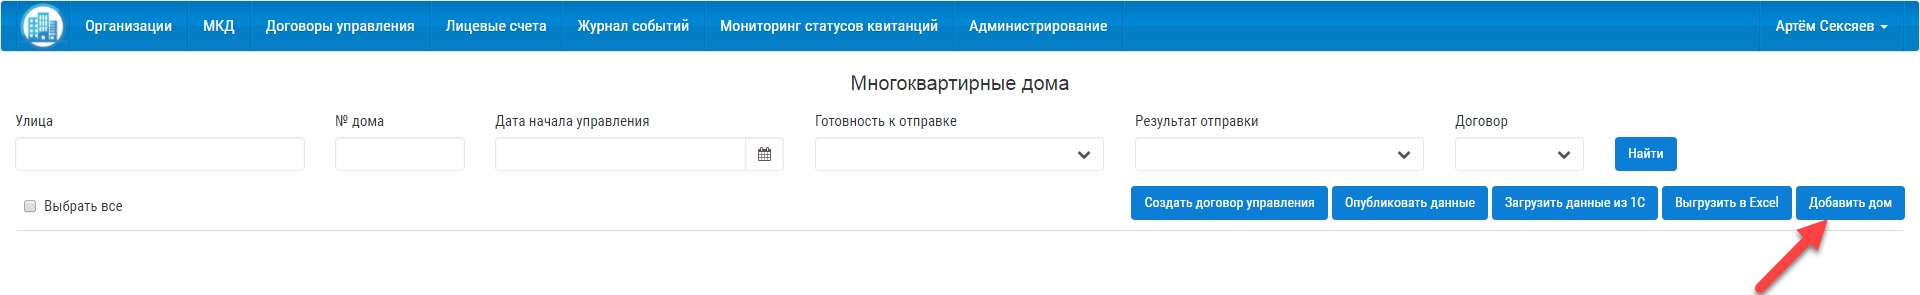 Организации МКД Договоры управления Лицевые счета Журнал событий Мониторинг статусов квитанций Администрирование Артём Сексяев
Многоквартирные дома
Улица № дома Дата начала управления Готовность к отправке Результат отправки Договор
Найти
Выбрать все Создать договор управления Опубликовать данные Загрузить данные из 1С Выгрузить в Excel Добавить дом